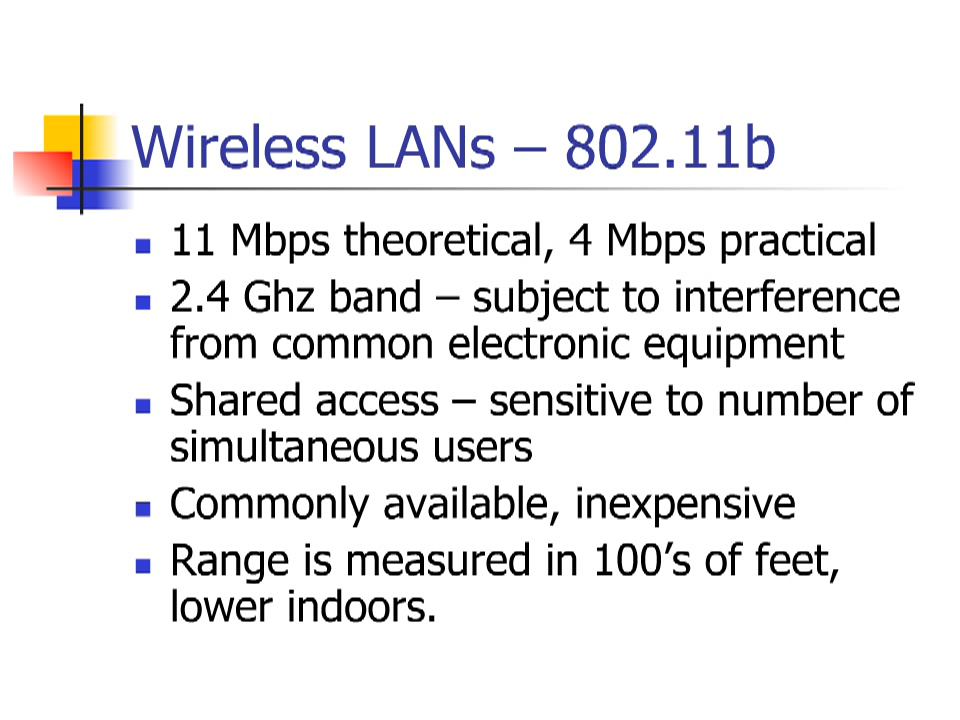 Wireless LANs – 802.11b
11 Mbps theoretical, 4 Mbps practical
2.4 Ghz band – subject to interference
from common electronic equipment
Shared access – sensitive to number of
simultaneous users
Commonly available, inexpensive
Range is measured in 100’s of feet,
lower indoors.